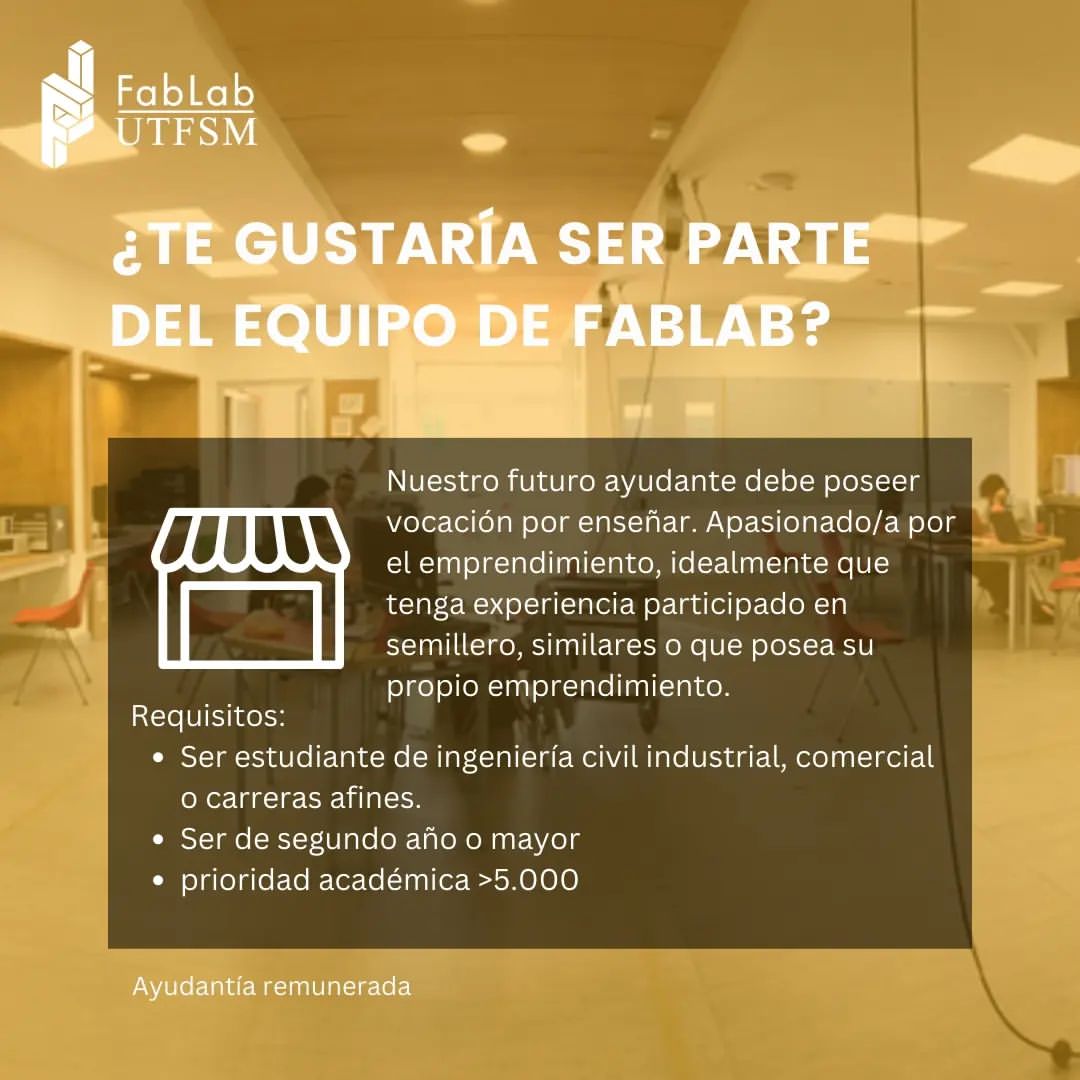 FabLab
UTFSM
¿TE GUSTARÍA SER PARTE
DEL EQUIPO DE FABLAB?
Nuestro futuro ayudante debe poseer
vocación por enseñar. Apasionado/a por
el emprendimiento, idealmente que
tenga experiencia participado en
semillero, similares o que posea su
propio emprendimiento.
Requisitos:
• Ser estudiante de ingeniería civil industrial, comercial
o carreras afines.
• Ser de segundo año o mayor
• prioridad académica >5.000
Ayudantía remunerada